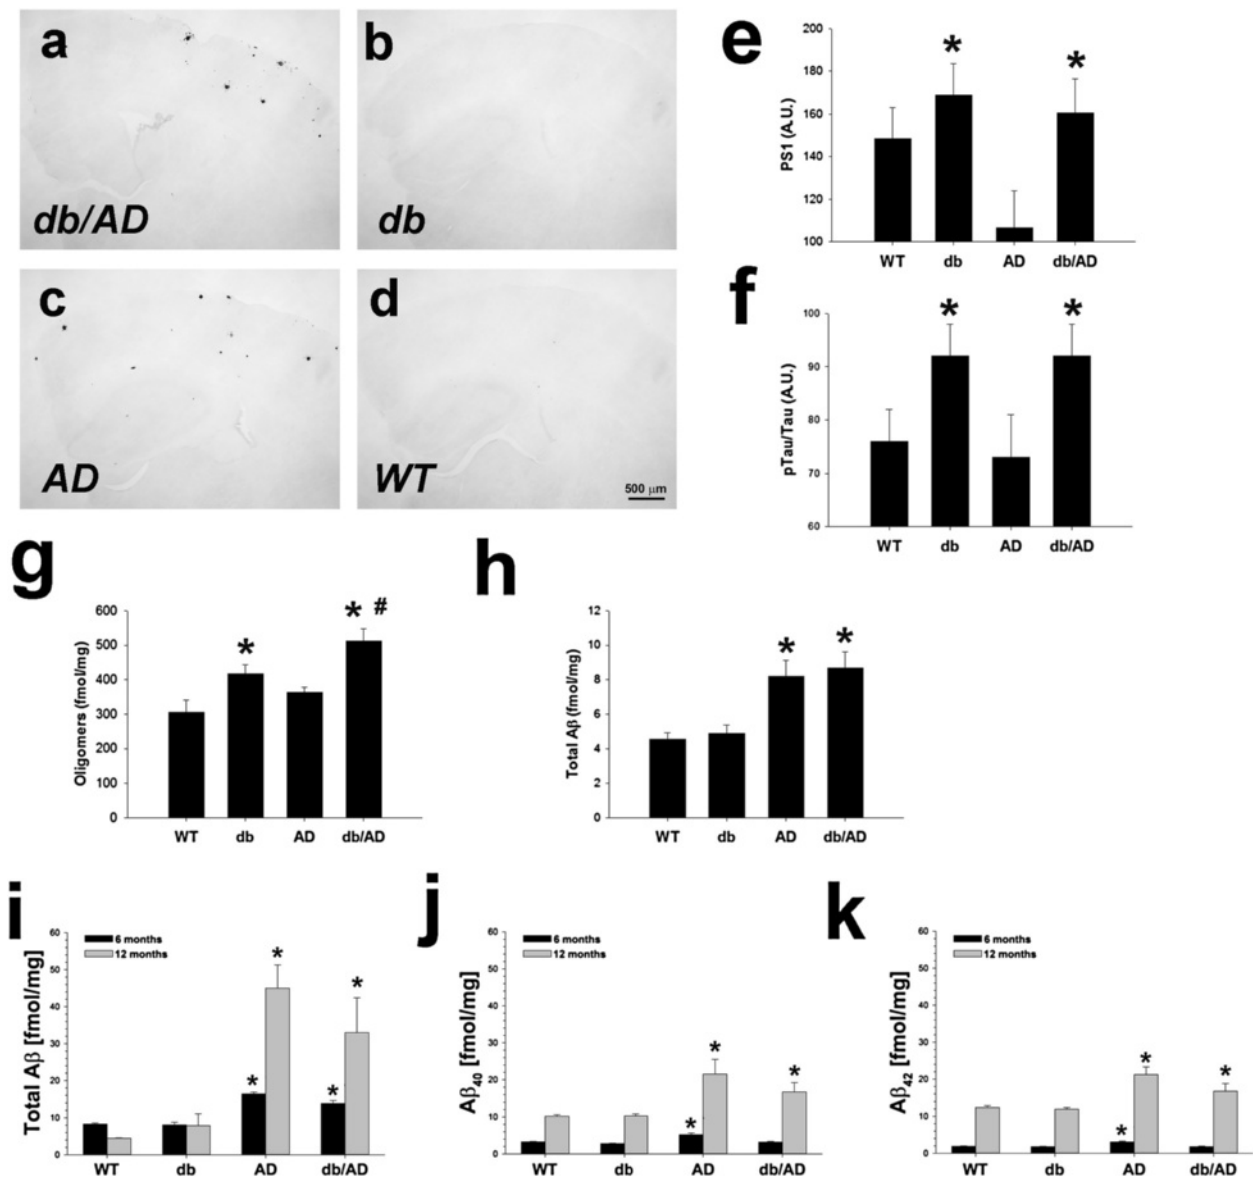 a
b
db/AD
db
c
d
AD
WT
500 μm
e
200
180
160
140
120
100
PS1 (A.U.)
*
*
WT db AD db/AD
f
100
90
80
70
60
pTau/Tau (A.U.)
*
*
WT db AD db/AD
g
600
500
400
300
200
100
0
Oligomers (fmol/mg)
*
* #
WT db AD db/AD
h
12
10
8
6
4
2
0
Total Aβ (fmol/mg)
*
*
WT db AD db/AD
i
60
50
40
30
20
10
0
Total Aβ [fmol/mg]
6 months
12 months
*
*
*
*
WT db AD db/AD
j
60
50
40
30
20
10
0
Aβ40 [fmol/mg]
6 months
12 months
*
*
*
WT db AD db/AD
k
60
50
40
30
20
10
0
Aβ42 [fmol/mg]
6 months
12 months
*
*
*
WT db AD db/AD